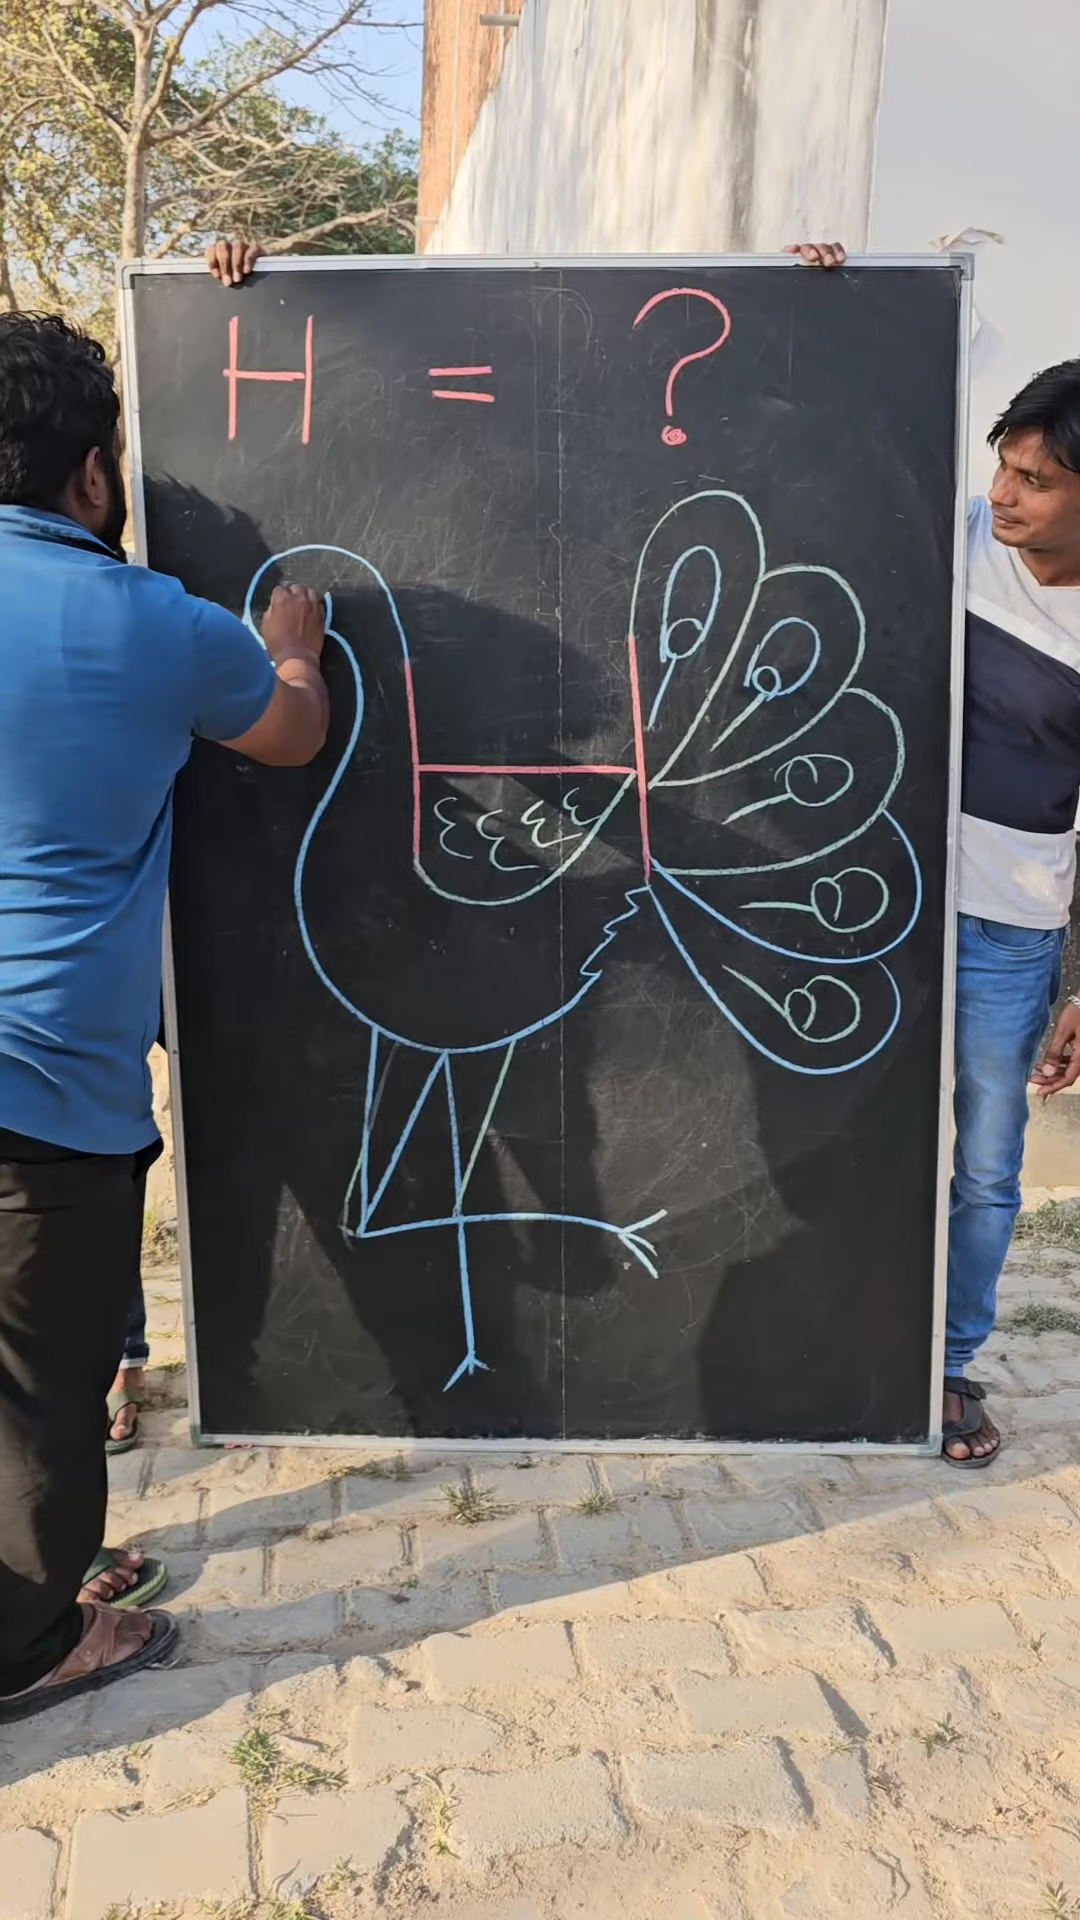 H = ?